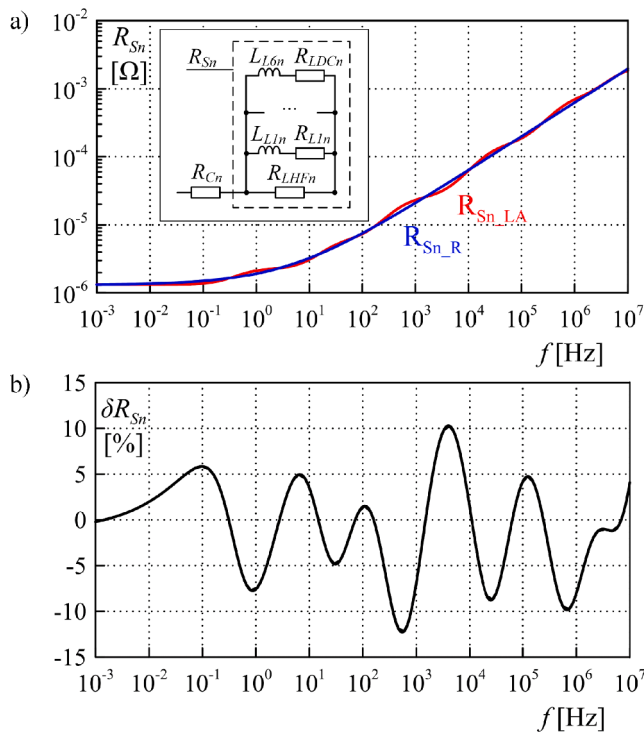 a)
R_Sn
[Ω]
10^-2
10^-3
10^-4
10^-5
10^-6
R_Sn
L_L6n R_LDCn
...
L_L1n R_L1n
R_Cn R_LHFn
R_Sn_LA
R_Sn_R
10^-3 10^-2 10^-1 10^0 10^1 10^2 10^3 10^4 10^5 10^6 10^7
f [Hz]
b)
δR_Sn
[%]
15
10
5
0
-5
-10
-15
10^-3 10^-2 10^-1 10^0 10^1 10^2 10^3 10^4 10^5 10^6 10^7
f [Hz]